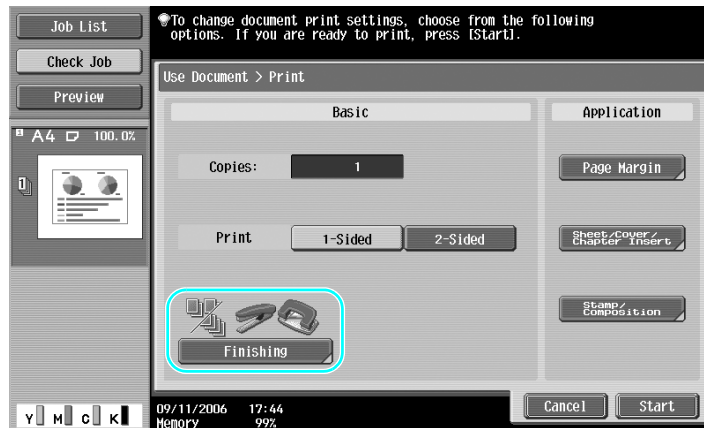 Job List
Check Job
Preview
A4 100.0%
1
To change document print settings, choose from the following
options. If you are ready to print, press [Start].
Use Document > Print
Basic
Copies: 1
Print 1-Sided 2-Sided
Finishing
Application
Page Margin
Sheet/Cover/
Chapter Insert
Stamp/
Composition
Y M C K
09/11/2006 17:44
Memory 99%
Cancel Start